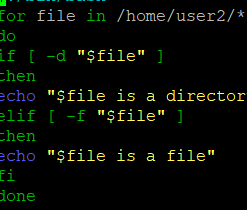 for file in /home/user2/*
do
if [ -d "$file" ]
then
echo "$file is a director
elif [ -f "$file" ]
then
echo "$file is a file"
fi
done